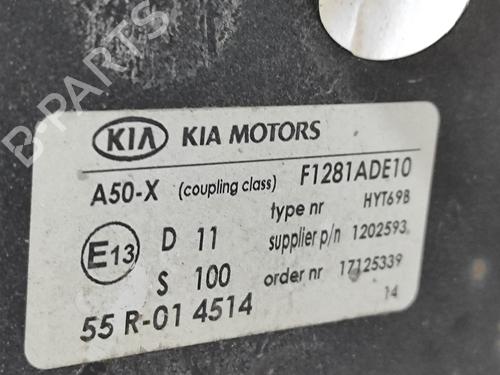 B-PARTS
KIA KIA MOTORS
A50-X (coupling class) F1281ADE10
type nr HYT69B
E13 D 11 supplier p/n 1202593
S 100 order nr 17125339
55 R-01 4514 14